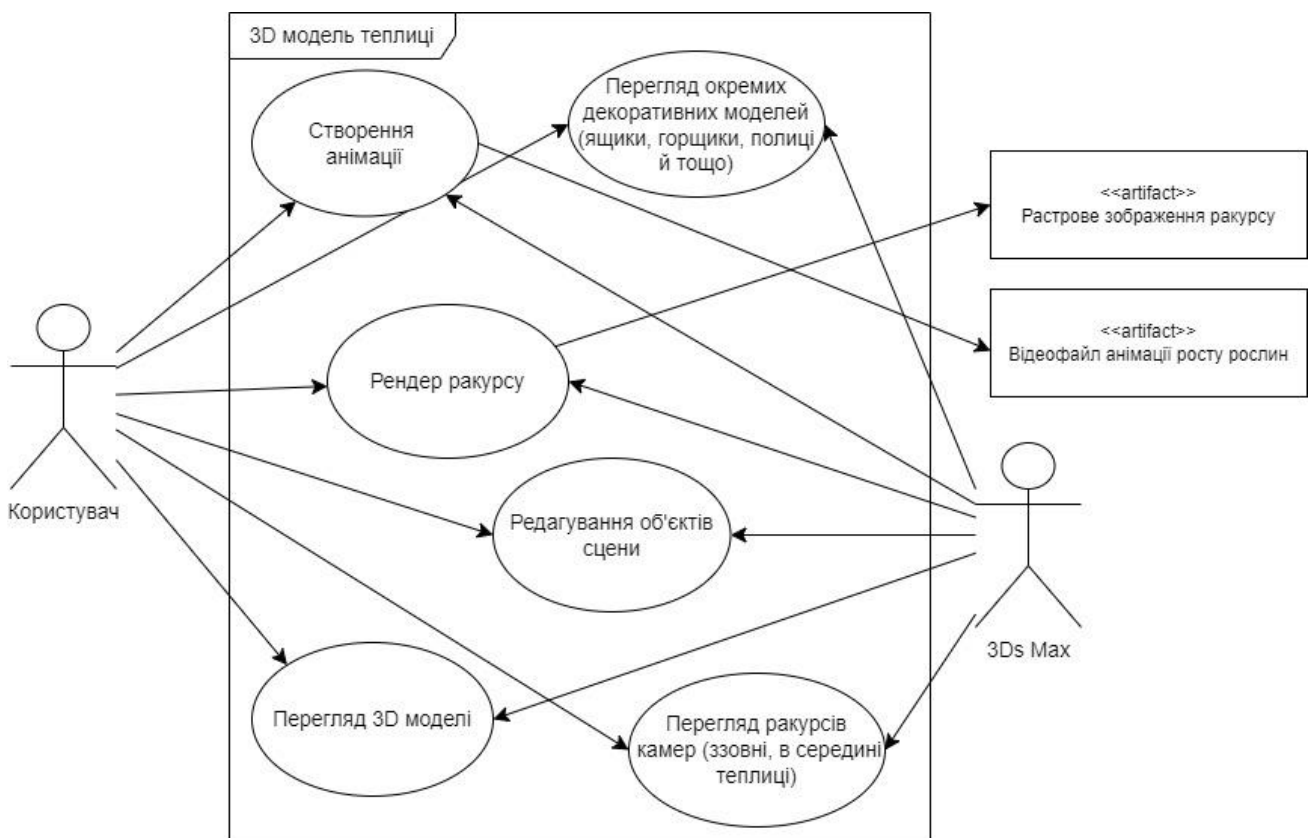 3D модель теплиці
Створення
анімації
Перегляд окремих
декоративних моделей
(ящики, горщики, полиці
й тощо)
<<artifact>>
Растрове зображення ракурсу
<<artifact>>
Відеофайл анімації росту рослин
Рендер ракурсу
Користувач
Редагування об'єктів
сцени
3Ds Max
Перегляд 3D моделі
Перегляд ракурсів
камер (ззовні, в середині
теплиці)